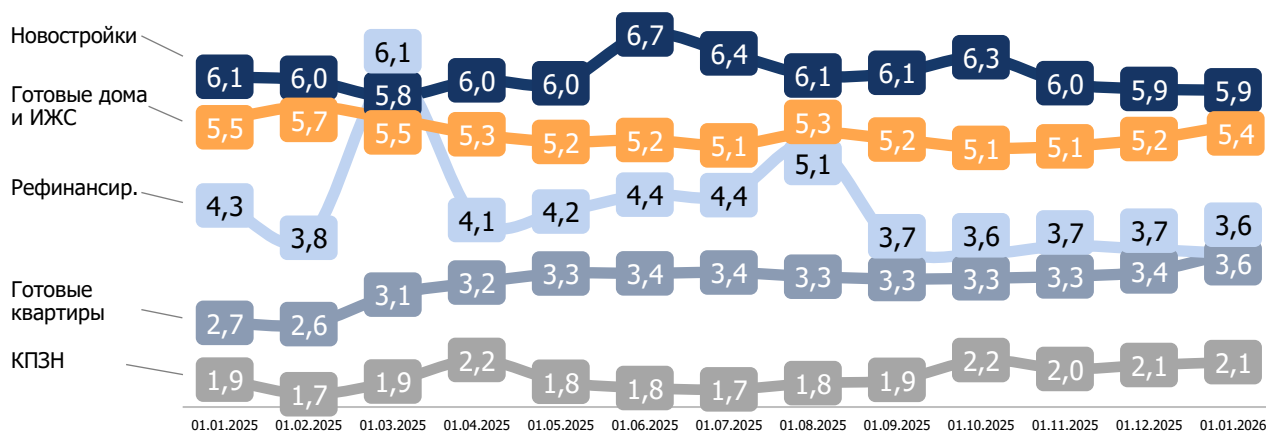 Новостройки
6,1 6,0 5,8 6,0 6,0 6,7 6,4 6,1 6,1 6,3 6,0 5,9 5,9
Готовые дома
и ИЖС
5,5 5,7 5,5 5,3 5,2 5,2 5,1 5,3 5,2 5,1 5,1 5,2 5,4
Рефинансир.
4,3 3,8 6,1 4,1 4,2 4,4 4,4 5,1 3,7 3,6 3,7 3,7 3,6
Готовые
квартиры
2,7 2,6 3,1 3,2 3,3 3,4 3,4 3,3 3,3 3,3 3,3 3,4 3,6
КПЗН
1,9 1,7 1,9 2,2 1,8 1,8 1,7 1,8 1,9 2,2 2,0 2,1 2,1
01.01.2025 01.02.2025 01.03.2025 01.04.2025 01.05.2025 01.06.2025 01.07.2025 01.08.2025 01.09.2025 01.10.2025 01.11.2025 01.12.2025 01.01.2026